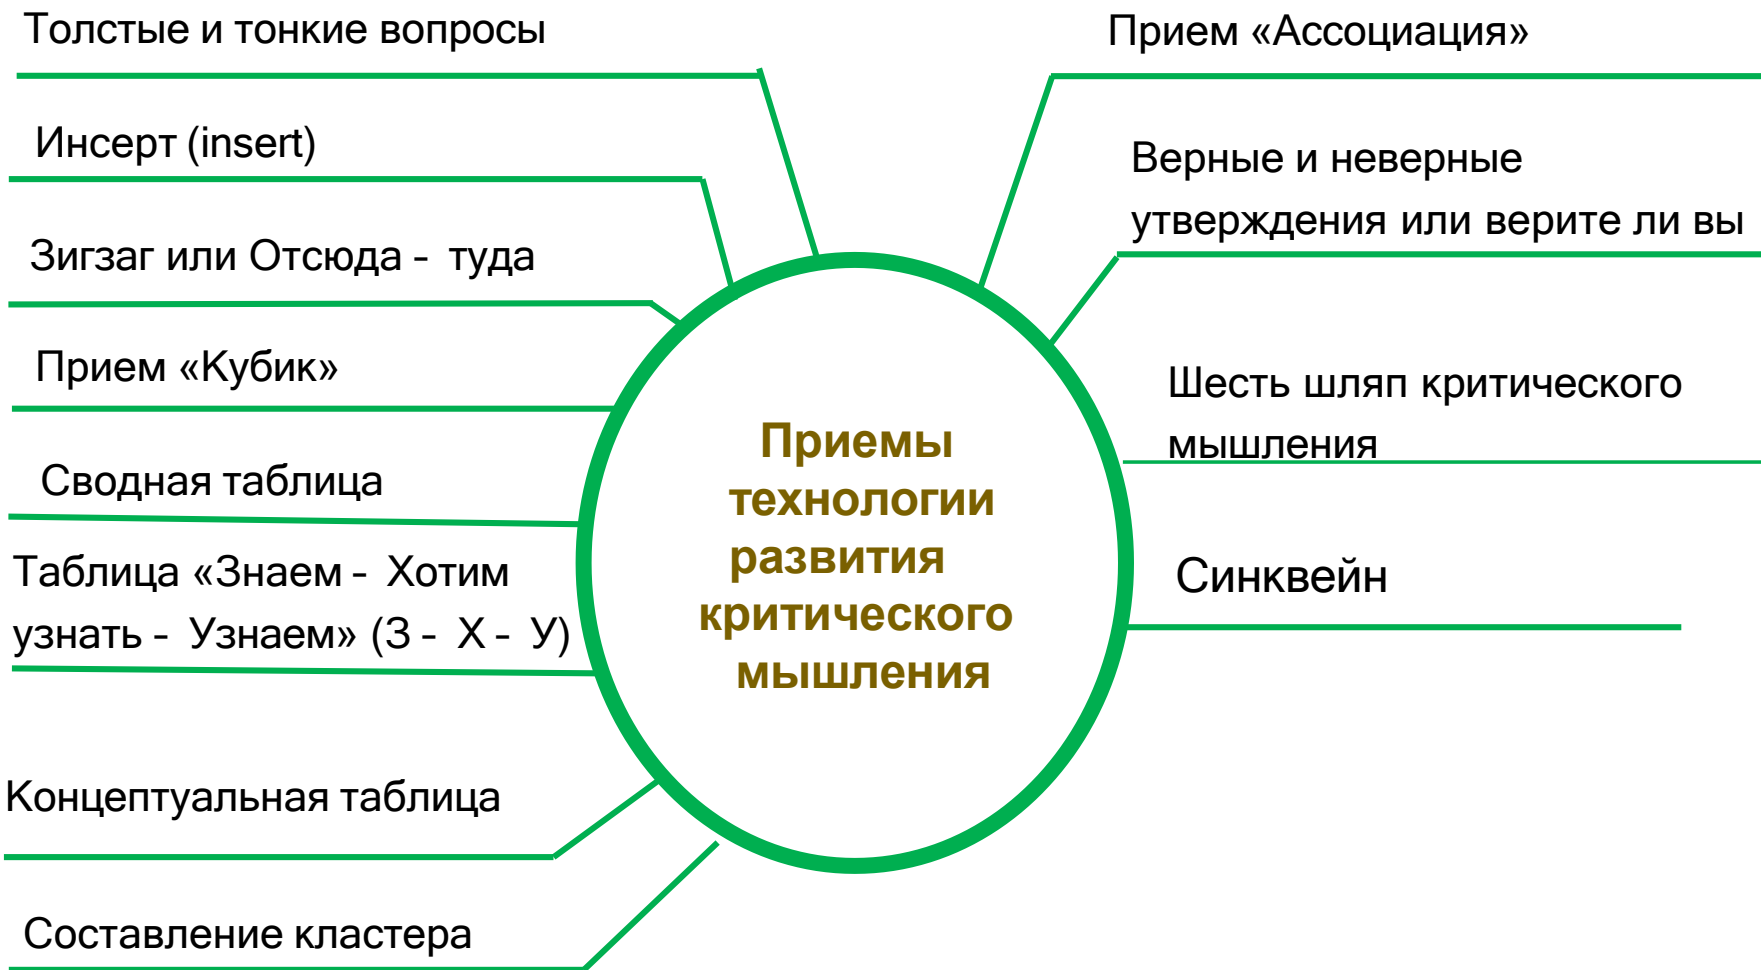 Толстые и тонкие вопросы
Инсерт (insert)
Зигзаг или Отсюда - туда
Прием «Кубик»
Сводная таблица
Таблица «Знаем - Хотим
узнать - Узнаем» (З - Х - У)
Концептуальная таблица
Составление кластера
Приемы
технологии
развития
критического
мышления
Прием «Ассоциация»
Верные и неверные
утверждения или верите ли вы
Шесть шляп критического
мышления
Синквейн